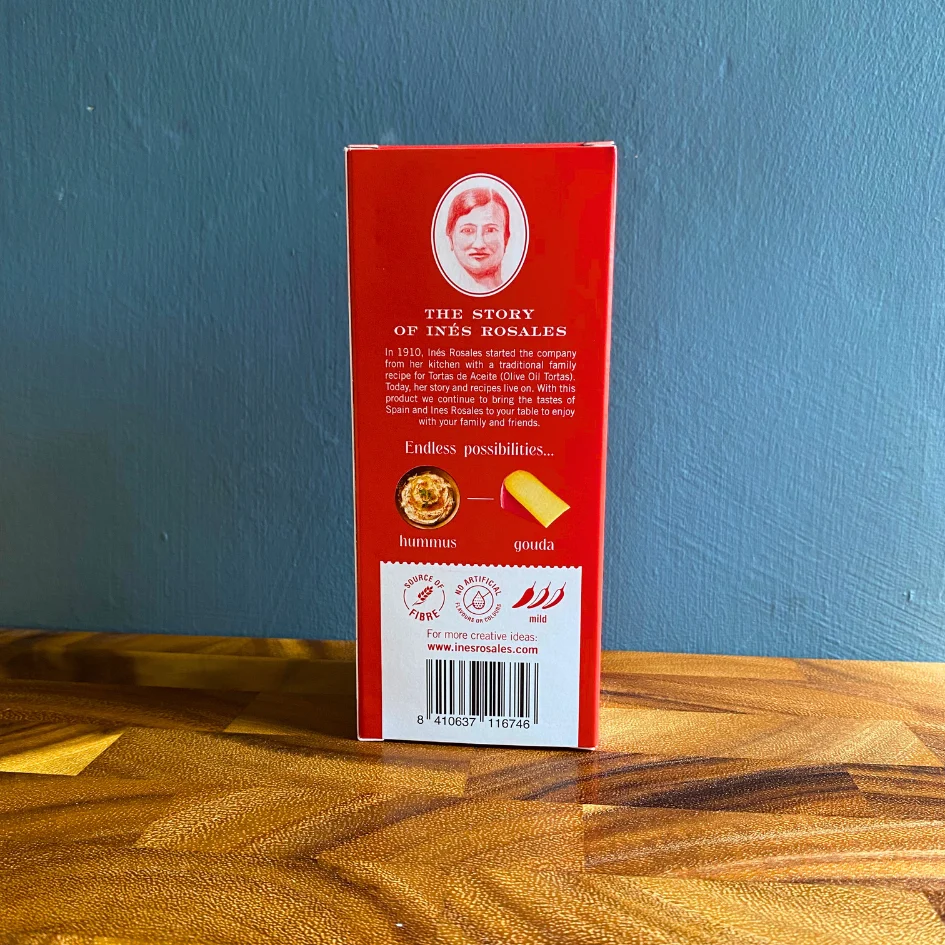 THE STORY
OF INÉS ROSALES
In 1910, Inés Rosales started the company
from her kitchen with a traditional family
recipe for Tortas de Aceite (Olive Oil Tortas).
Today, her story and recipes live on. With this
product we continue to bring the tastes of
Spain and Ines Rosales to your table to enjoy
with your family and friends.
Endless possibilities...
hummus
gouda
SOURCE OF
FIBRE
NO ARTIFICIAL
FLAVOURS OR COLOURS
mild
For more creative ideas:
www.inesrosales.com
8 410637 116746